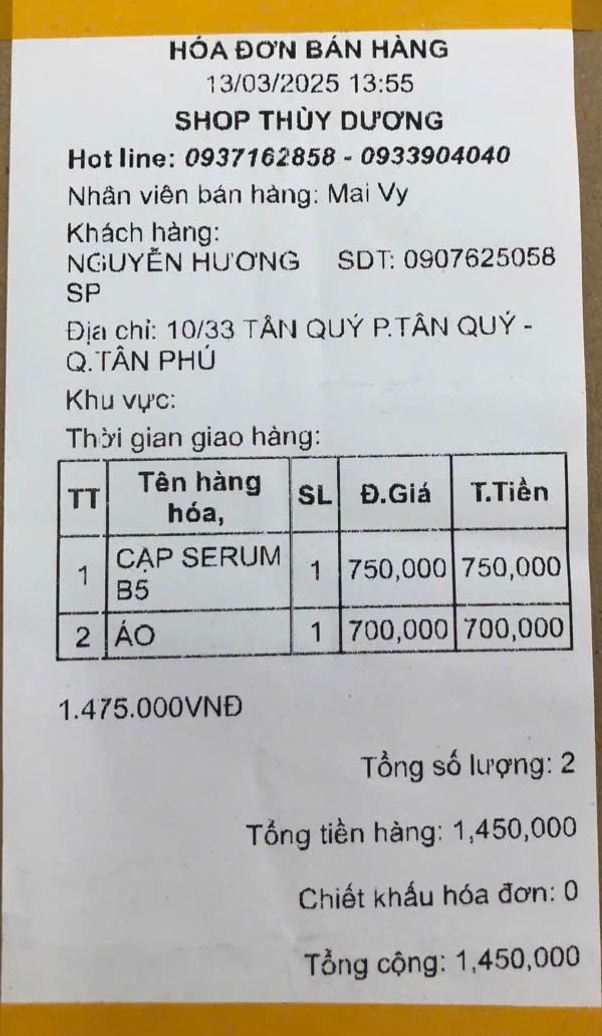 HÓA ĐƠN BÁN HÀNG
13/03/2025 13:55
SHOP THÙY DƯƠNG
Hot line: 0937162858 - 0933904040
Nhân viên bán hàng: Mai Vy
Khách hàng:
NGUYỄN HƯƠNG SDT: 0907625058
SP
Địa chỉ: 10/33 TÂN QUÝ P.TÂN QUÝ -
Q.TÂN PHÚ
Khu vực:
Thời gian giao hàng:
TT Tên hàng hóa, SL Đ.Giá T.Tiền
1 CẶP SERUM B5 1 750,000 750,000
2 ÁO 1 700,000 700,000
1.475.000VNĐ
Tổng số lượng: 2
Tổng tiền hàng: 1,450,000
Chiết khấu hóa đơn: 0
Tổng cộng: 1,450,000